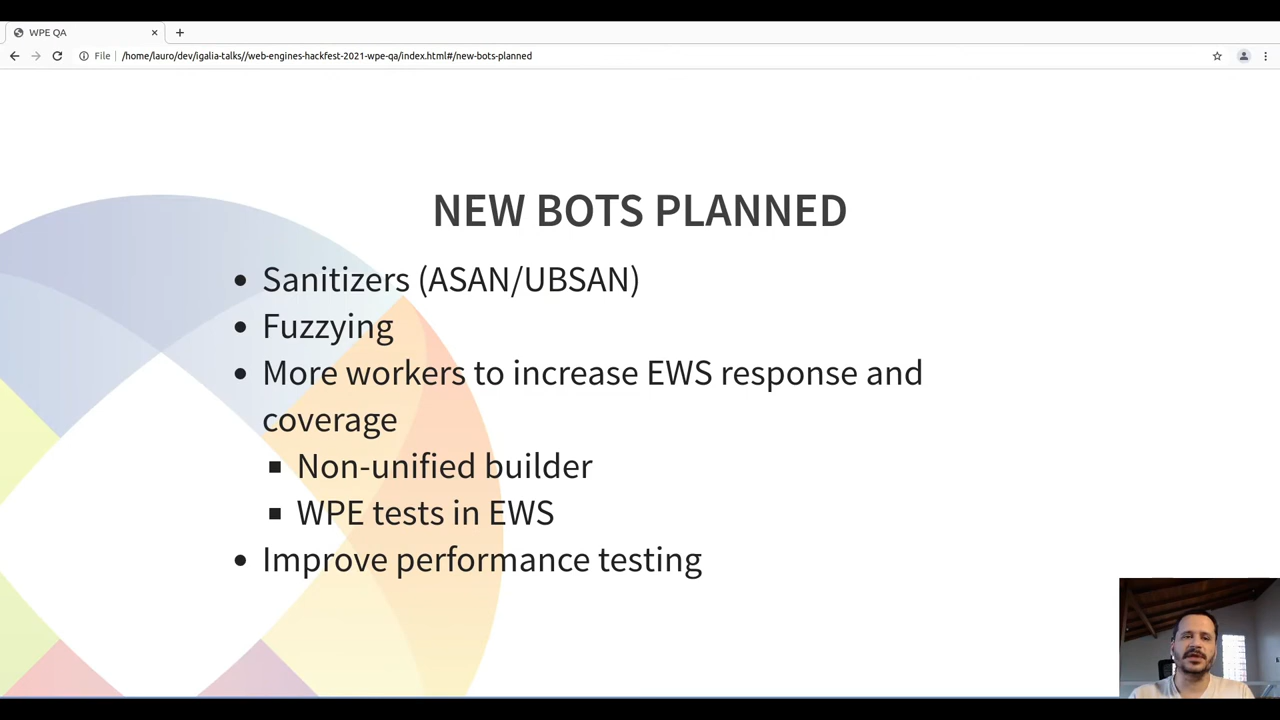 WPE QA
File
/home/lauro/dev/igalia-talks//web-engines-hackfest-2021-wpe-qa/index.html#/new-bots-planned
NEW BOTS PLANNED
Sanitizers (ASAN/UBSAN)
Fuzzying
More workers to increase EWS response and
coverage
Non-unified builder
WPE tests in EWS
Improve performance testing